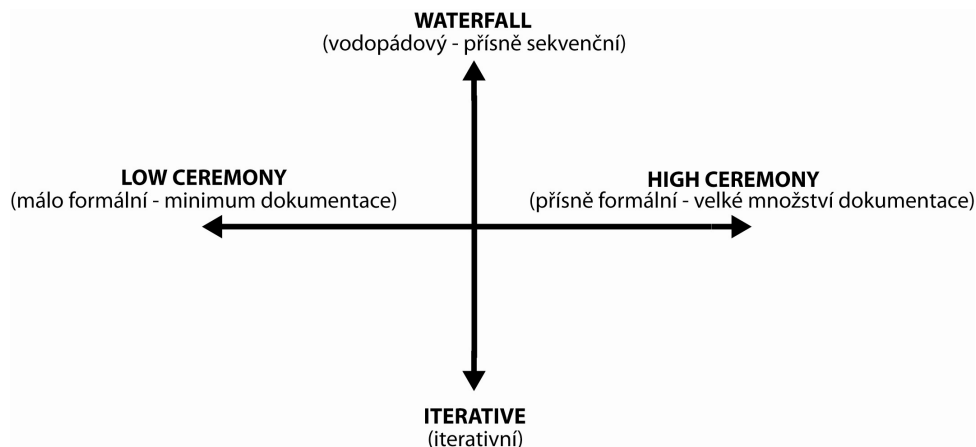 WATERFALL
(vodopádový - přísně sekvenční)
LOW CEREMONY
(málo formální - minimum dokumentace)
HIGH CEREMONY
(přísně formální - velké množství dokumentace)
ITERATIVE
(iterativní)